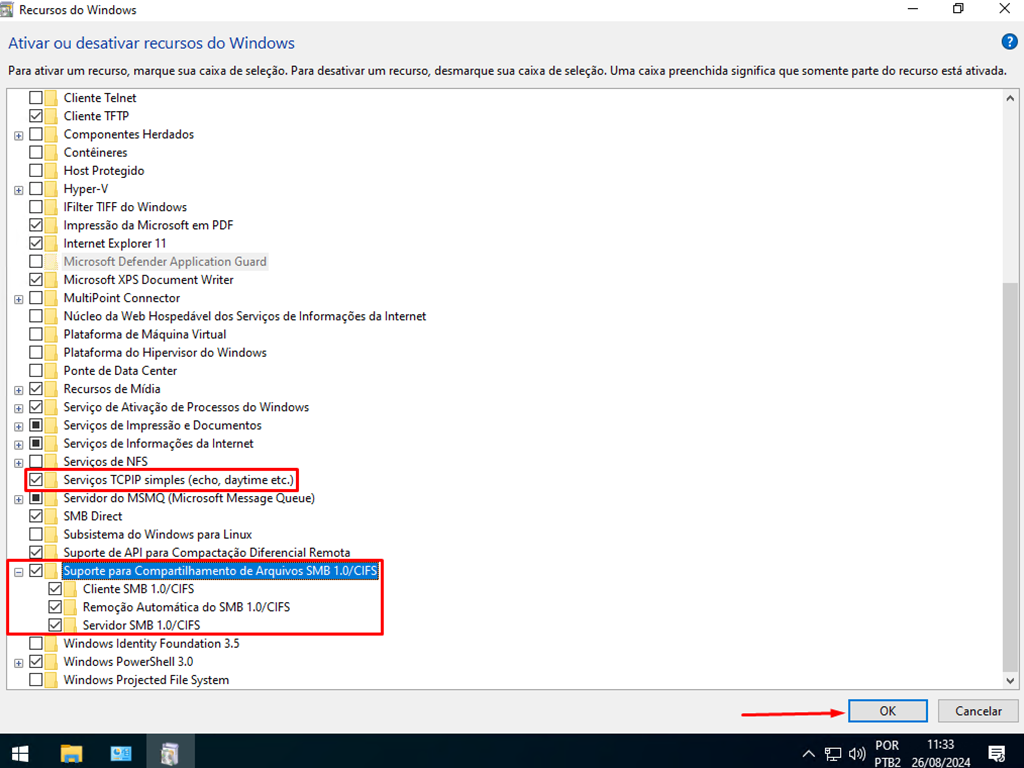 Recursos do Windows
Ativar ou desativar recursos do Windows
?
Para ativar um recurso, marque sua caixa de seleção. Para desativar um recurso, desmarque sua caixa de seleção. Uma caixa preenchida significa que somente parte do recurso está ativada.
Cliente Telnet
Cliente TFTP
Componentes Herdados
Contêineres
Host Protegido
Hyper-V
IFilter TIFF do Windows
Impressão da Microsoft em PDF
Internet Explorer 11
Microsoft Defender Application Guard
Microsoft XPS Document Writer
MultiPoint Connector
Núcleo da Web Hospedável dos Serviços de Informações da Internet
Plataforma de Máquina Virtual
Plataforma do Hipervisor do Windows
Ponte de Data Center
Recursos de Mídia
Serviço de Ativação de Processos do Windows
Serviços de Impressão e Documentos
Serviços de Informações da Internet
Serviços de NFS
Serviços TCPIP simples (echo, daytime etc.)
Servidor do MSMQ (Microsoft Message Queue)
SMB Direct
Subsistema do Windows para Linux
Suporte de API para Compactação Diferencial Remota
Suporte para Compartilhamento de Arquivos SMB 1.0/CIFS
Cliente SMB 1.0/CIFS
Remoção Automática do SMB 1.0/CIFS
Servidor SMB 1.0/CIFS
Windows Identity Foundation 3.5
Windows PowerShell 3.0
Windows Projected File System
OK
Cancelar
POR
PTB2
11:33
26/08/2024